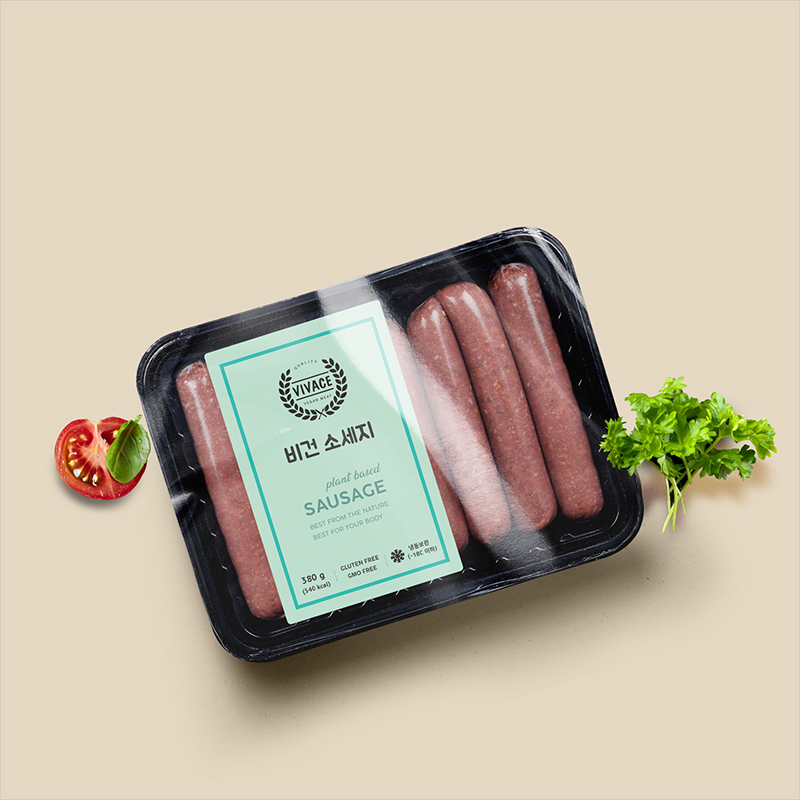 QUALITY
VIVACE
VEGAN MEAT
비건 소세지
plant based
SAUSAGE
BEST FROM THE NATURE
BEST FOR YOUR BODY
380 g
(540 kcal)
GLUTEN FREE
GMO FREE
냉동보관
(-18C 이하)